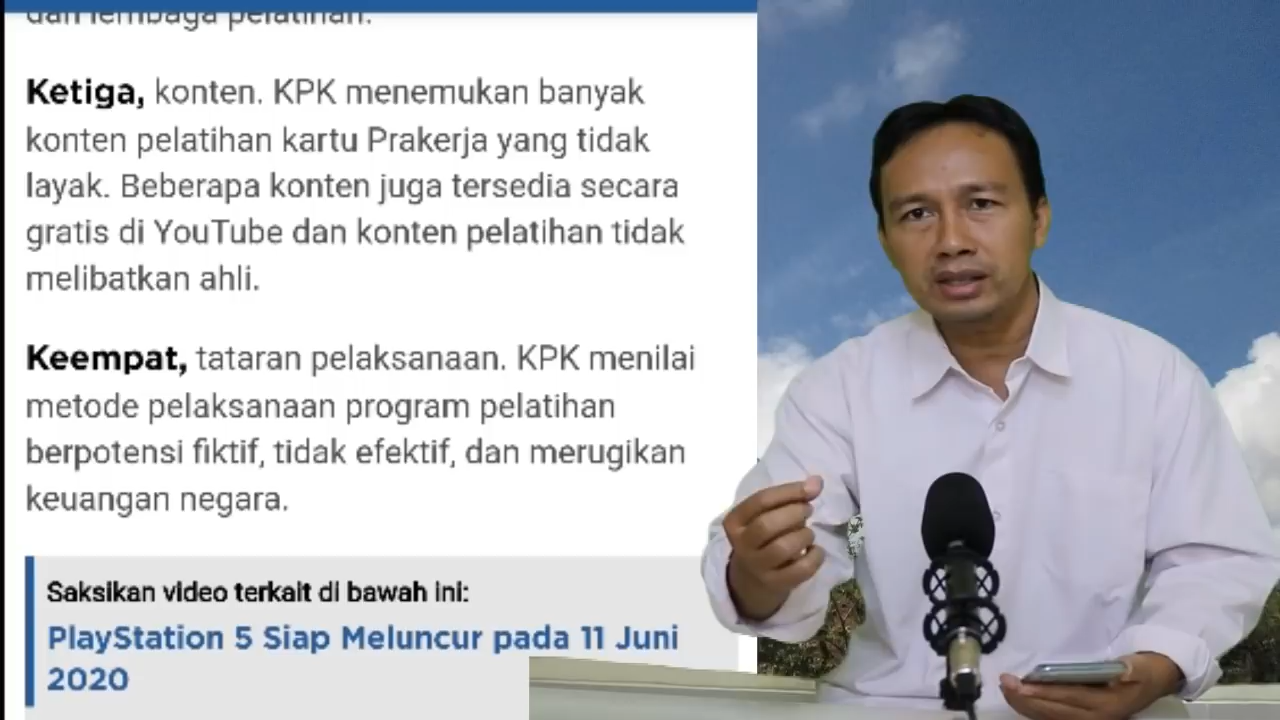 dan lembaga pelatihan.
Ketiga, konten. KPK menemukan banyak
konten pelatihan kartu Prakerja yang tidak
layak. Beberapa konten juga tersedia secara
gratis di YouTube dan konten pelatihan tidak
melibatkan ahli.
Keempat, tataran pelaksanaan. KPK menilai
metode pelaksanaan program pelatihan
berpotensi fiktif, tidak efektif, dan merugikan
keuangan negara.
Saksikan video terkait di bawah ini:
PlayStation 5 Siap Meluncur pada 11 Juni
2020